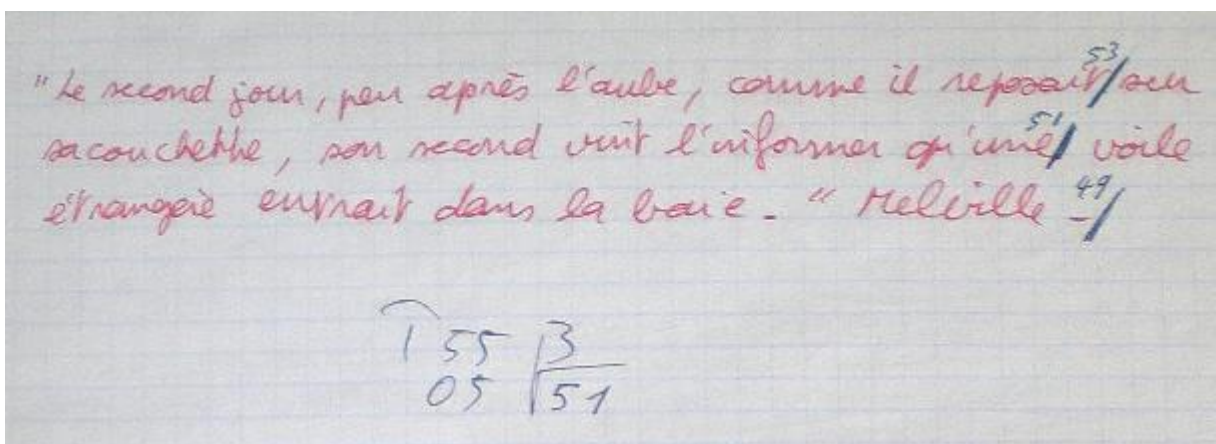 "Le second jour, peu après l'aube, comme il reposait/sur 53
sa couchette, son second vint l'informer qu'une/ voile 51
étrangère entrait dans la baie. " Melville -/ 49
155 3
05 51